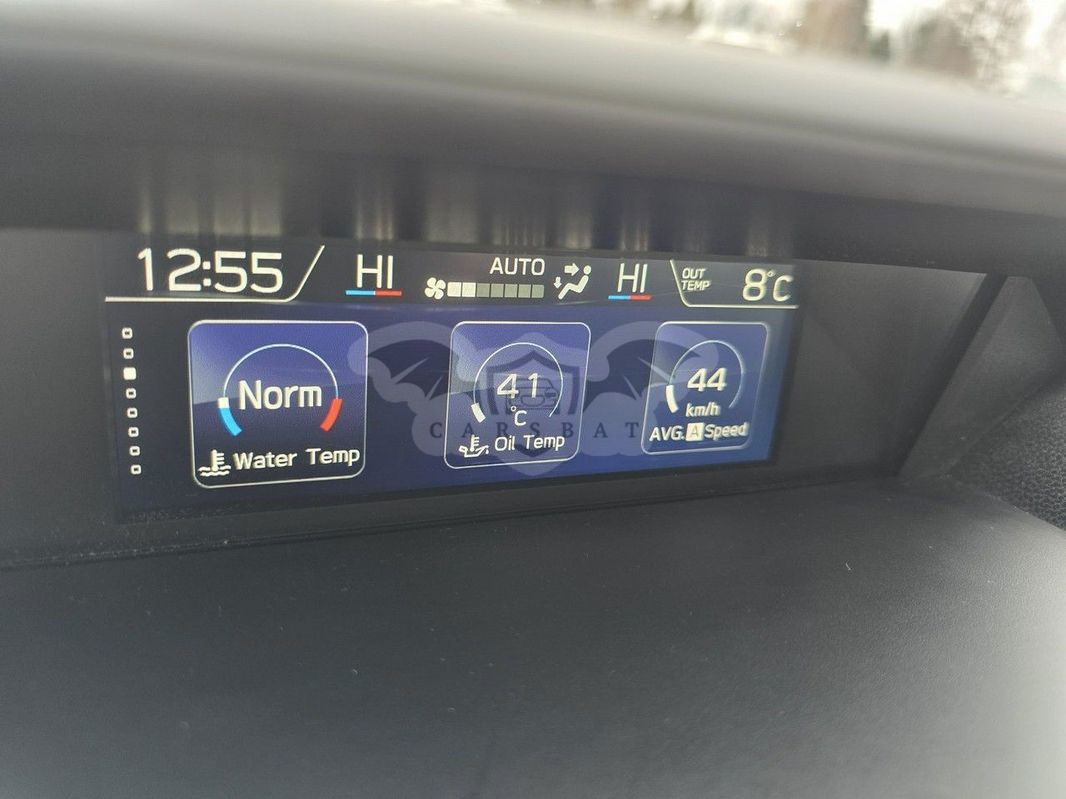 12:55 HI AUTO HI OUT TEMP 8°C
Norm
Water Temp
41
°C
Oil Temp
44
km/h
AVG. A Speed
CARSBAT